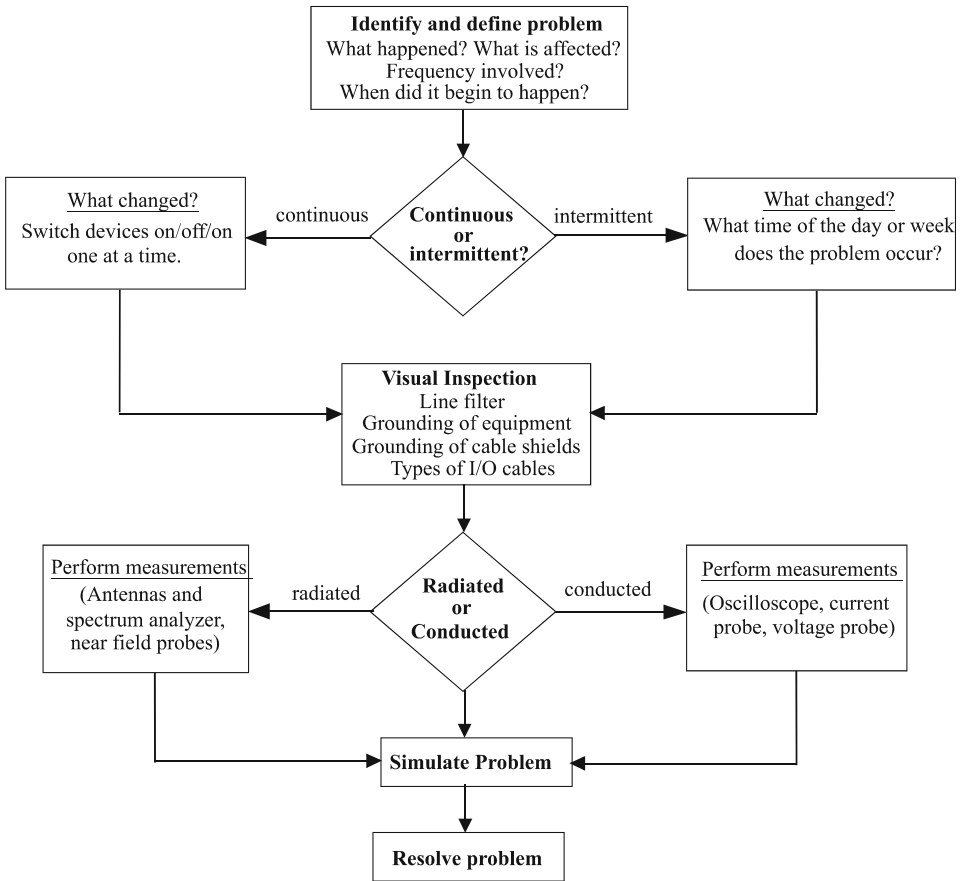 Identify and define problem
What happened? What is affected?
Frequency involved?
When did it begin to happen?
What changed?
Switch devices on/off/on
one at a time.
continuous
Continuous
or
intermittent?
intermittent
What changed?
What time of the day or week
does the problem occur?
Visual Inspection
Line filter
Grounding of equipment
Grounding of cable shields
Types of I/O cables
Perform measurements
(Antennas and
spectrum analyzer,
near field probes)
radiated
Radiated
or
Conducted
conducted
Perform measurements
(Oscilloscope, current
probe, voltage probe)
Simulate Problem
Resolve problem